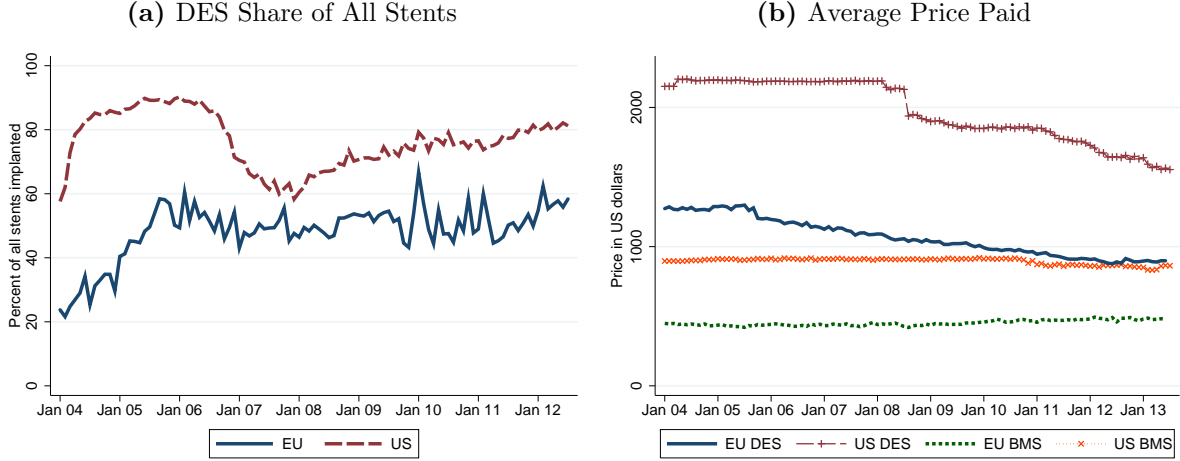 (a) DES Share of All Stents
Percent of all stents implanted
100
80
60
40
20
0
Jan 04 Jan 05 Jan 06 Jan 07 Jan 08 Jan 09 Jan 10 Jan 11 Jan 12
EU US
(b) Average Price Paid
Price in US dollars
2000
1000
0
Jan 04 Jan 05 Jan 06 Jan 07 Jan 08 Jan 09 Jan 10 Jan 11 Jan 12 Jan 13
EU DES US DES EU BMS US BMS